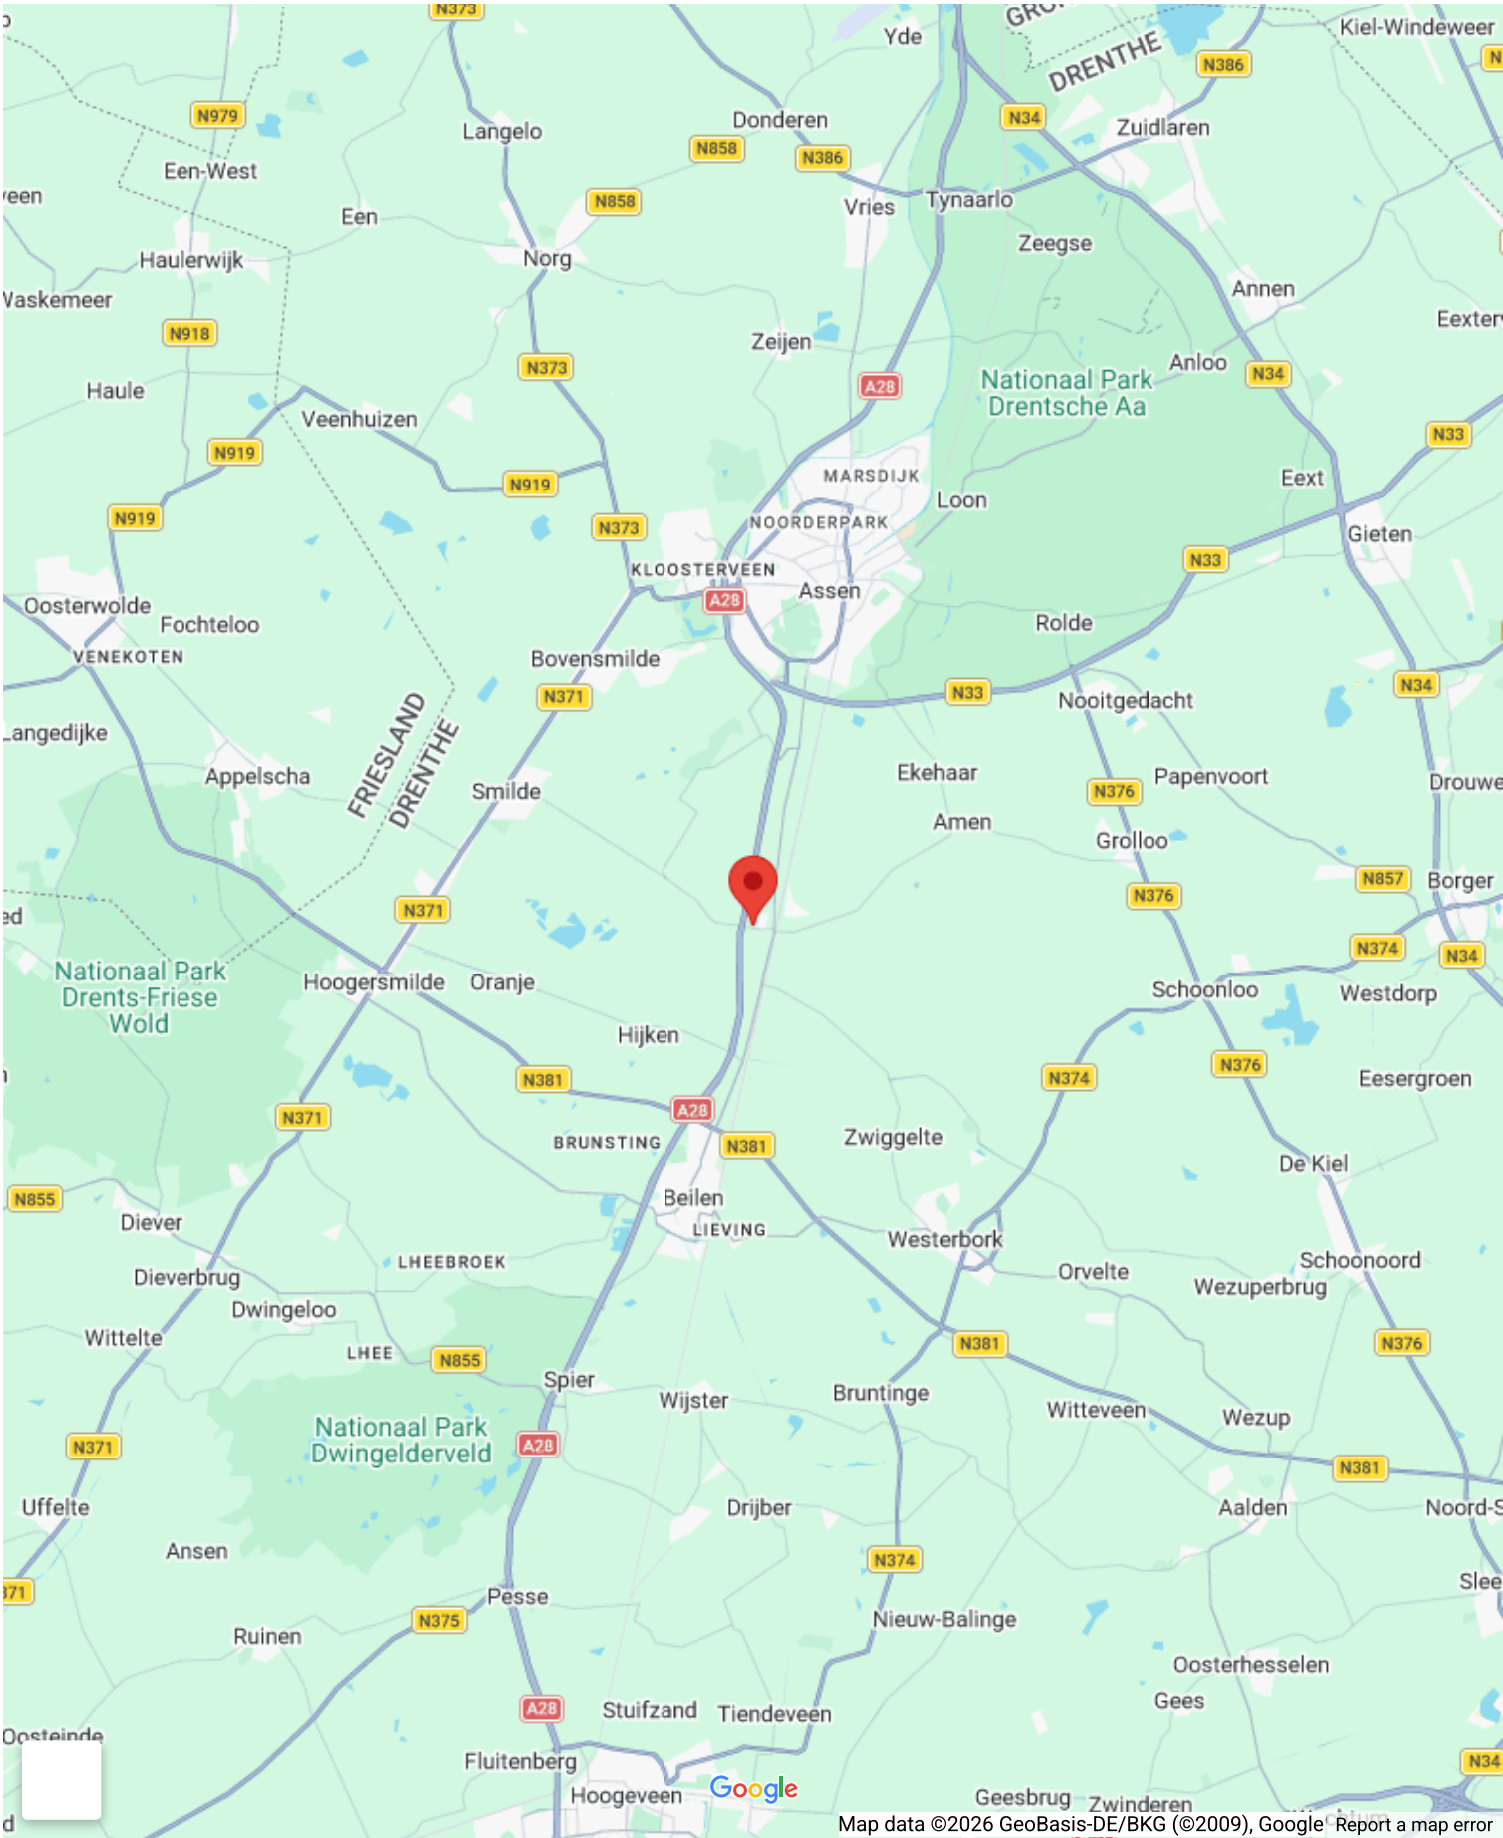 N373
Yde
GRO
DRENTHE
Kiel-Windeweer
N386
N979
Langelo
Donderen
N34
Zuidlaren
N858
N386
Een-West
veen
Een
N858
Vries
Tynaarlo
Haulerwijk
Norg
Zeegse
Waskemeer
Annen
N918
Zeijen
Eexter
N373
A28
Anloo
N34
Haule
Nationaal Park
Drentsche Aa
Veenhuizen
N919
N33
MARSDIJK
N919
Loon
Eext
N919
N373
NOORDERPARK
Gieten
KLOOSTERVEEN
N33
A28
Assen
Oosterwolde
Fochteloo
Rolde
VENEKOTEN
Bovensmilde
N371
N33
N34
Nooitgedacht
Langedijke
FRIESLAND
DRENTHE
Appelscha
Smilde
Ekehaar
Papenvoort
Drouwe
N376
Amen
Grolloo
N857
Borger
N376
N371
ed
N374
N34
Nationaal Park
Drents-Friese
Wold
Hoogersmilde
Oranje
Schoonloo
Westdorp
Hijken
N381
N374
N376
Eesergroen
N371
A28
BRUNSTING
N381
Zwiggelte
De Kiel
N855
Beilen
Diever
LIEVING
Westerbork
LHEEBROEK
Schoonoord
Dieverbrug
Orvelte
Wezuperbrug
Dwingeloo
Wittelte
LHEE
N855
N381
N376
Spier
Wijster
Bruntinge
Witteveen
Wezup
Nationaal Park
Dwingelderveld
N371
A28
N381
Uffelte
Drijber
Aalden
Noord-S
Ansen
N374
371
Pesse
Slee
N375
Nieuw-Balinge
Ruinen
Oosterhesselen
A28
Stuifzand
Tiendeveen
Gees
Oosteinde
Fluitenberg
N34
Hoogeveen
Google
Geesbrug
Zwinderen
Map data ©2026 GeoBasis-DE/BKG (©2009), Google
Report a map error